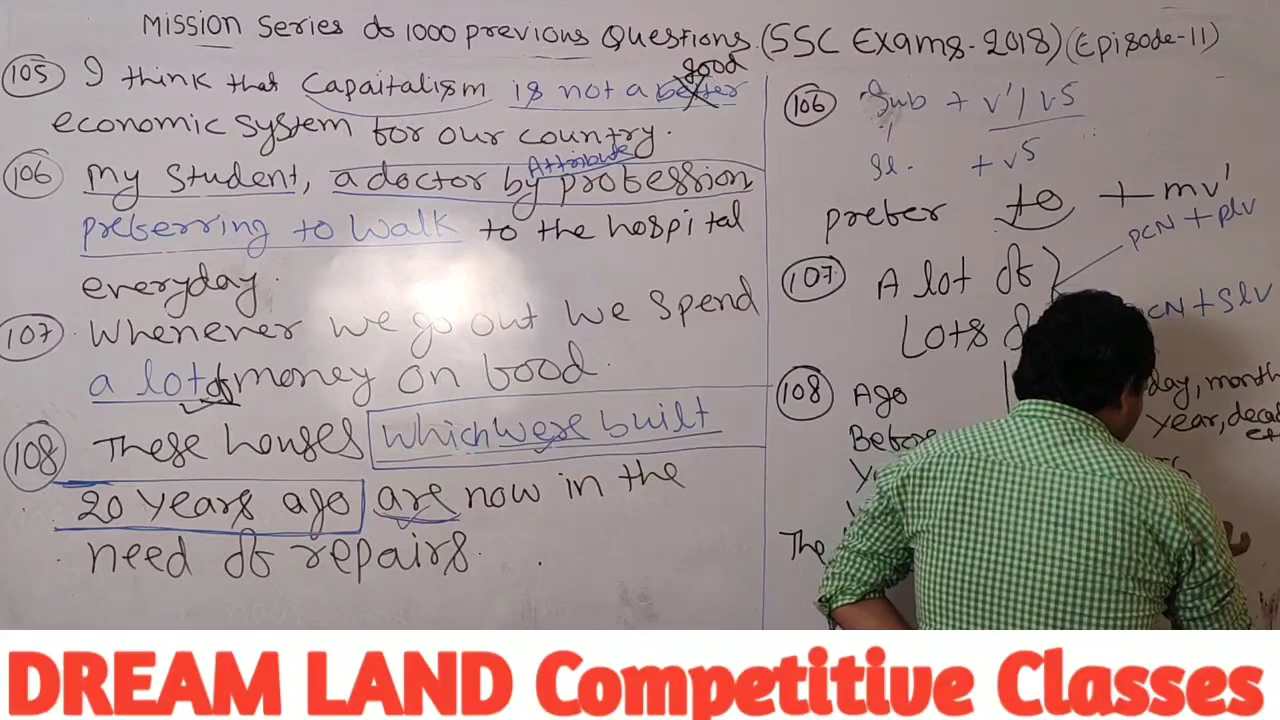 Mission Series of 1000 previous Questions (SSC Exams-2018) (Episode-11)
good
105 I think that Capaitalism is not a better
economic system for our country.
Attribute
106 My student, a doctor by profession
preferring to walk to the hospital
everyday.
107 Whenever we go out we spend
a lot of money on food.
108 These houses which were built
20 years ago are now in the
need of repairs.
106 Sub + V1/V5
+ V5
prefer to + mv1
PCN + plv
107 A lot of
Lots of CN + Slv
108 Ago day, month
Before year,
The
DREAM LAND Competitive Classes